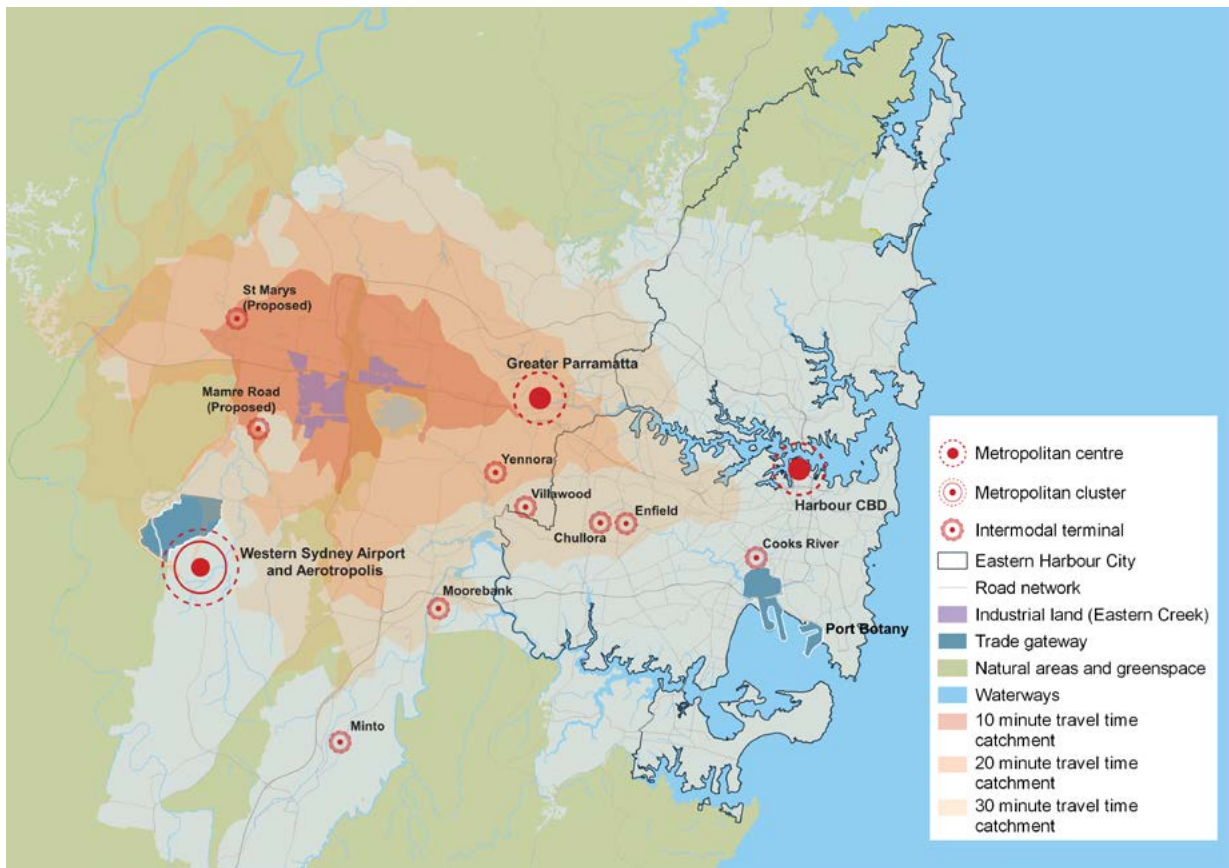 St Marys
(Proposed)
Greater Parramatta
Mamre Road
(Proposed)
Yennora
Villawood
Harbour CBD
Chullora
Enfield
Cooks River
Western Sydney Airport
and Aerotropolis
Moorebank
Port Botany
Minto
Metropolitan centre
Metropolitan cluster
Intermodal terminal
Eastern Harbour City
Road network
Industrial land (Eastern Creek)
Trade gateway
Natural areas and greenspace
Waterways
10 minute travel time
catchment
20 minute travel time
catchment
30 minute travel time
catchment